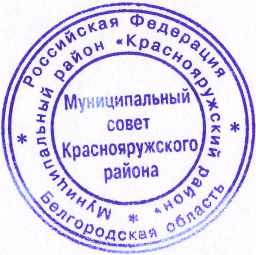 Российская Федерация
Белгородская область
Муниципальный район «Краснояружский район»
Муниципальный
совет
Краснояружского
района